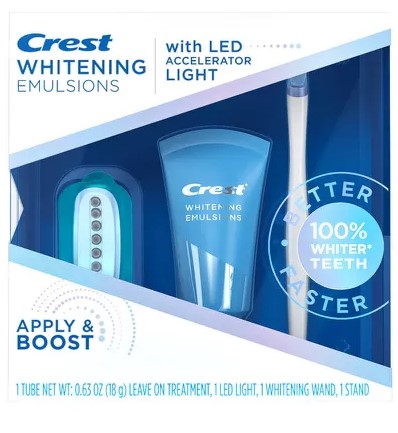 Crest
WHITENING
EMULSIONS
with LED
ACCELERATOR
LIGHT
Crest
WHITENING
EMULSIONS
BETTER
100%
WHITER*
TEETH
FASTER
APPLY &
BOOST
1 TUBE NET WT: 0.63 OZ (18 g) LEAVE ON TREATMENT, 1 LED LIGHT, 1 WHITENING WAND, 1 STAND